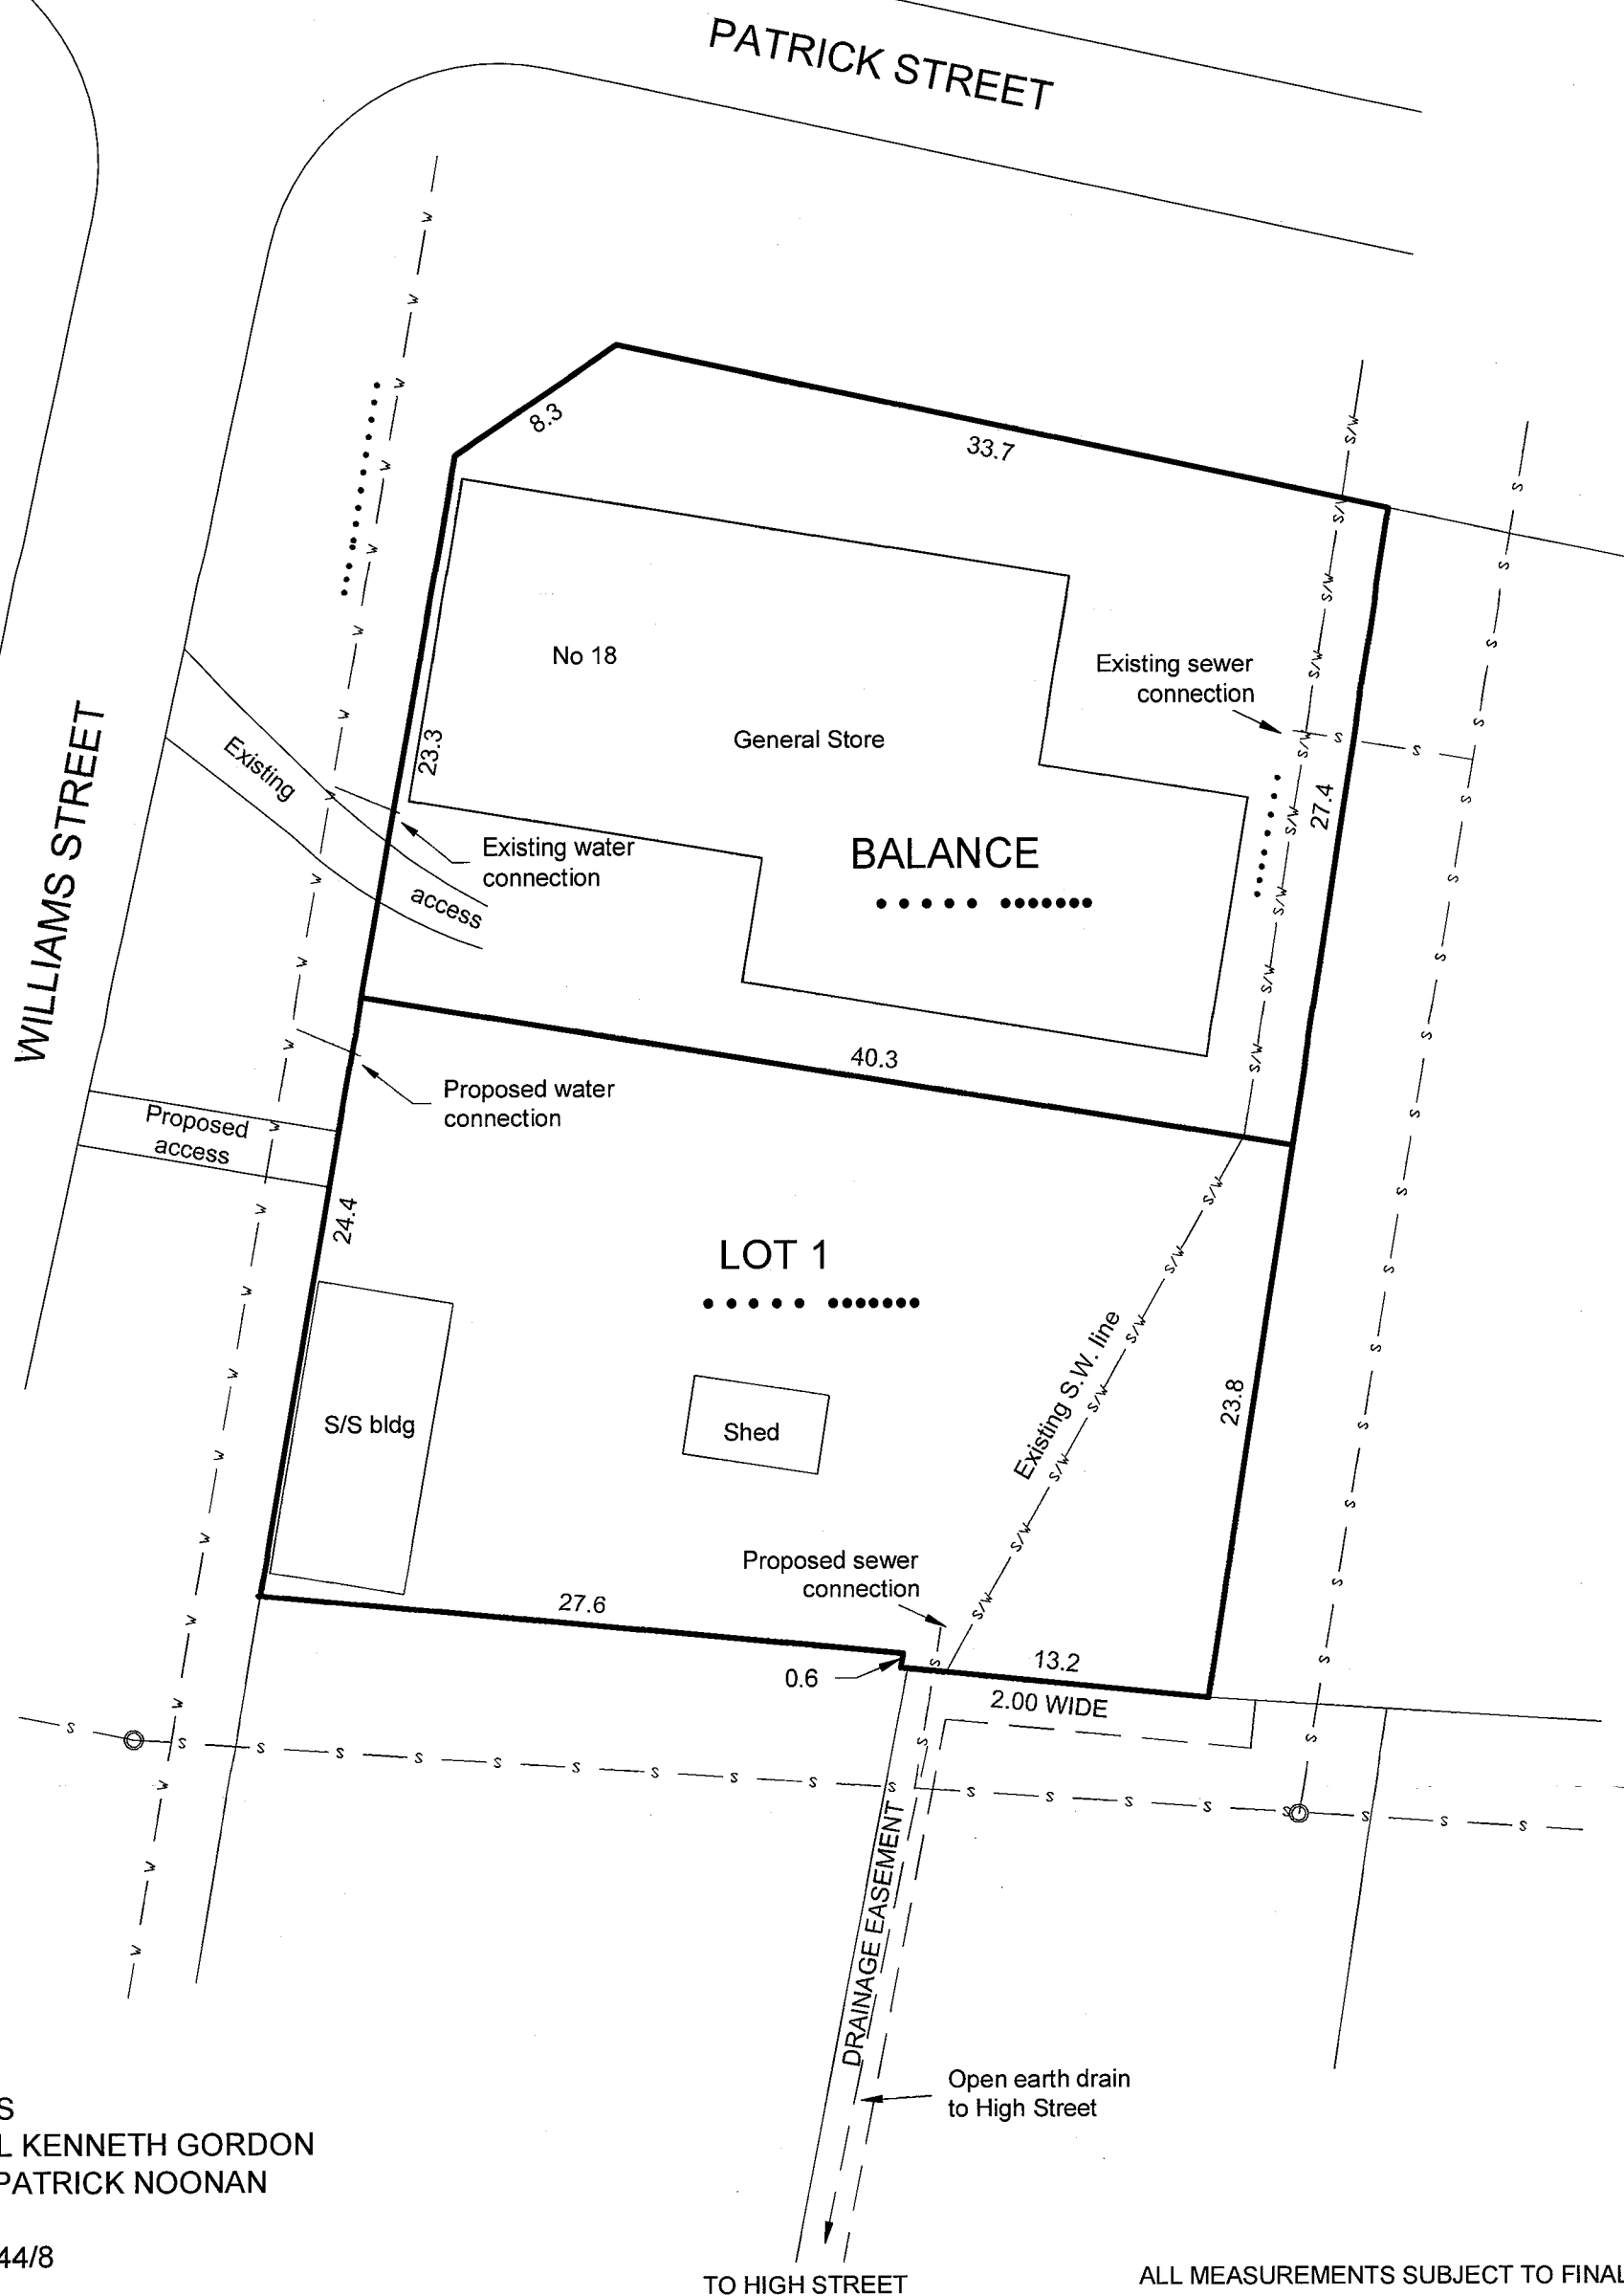 PATRICK STREET
8.3
33.7
No 18
Existing sewer
connection
General Store
23.3
27.4
WILLIAMS STREET
Existing
access
Existing water
connection
BALANCE
40.3
Proposed water
connection
Proposed
access
24.4
LOT 1
Existing S.W. line
23.8
S/S bldg
Shed
Proposed sewer
connection
27.6
0.6
13.2
2.00 WIDE
DRAINAGE EASEMENT
Open earth drain
to High Street
S
L KENNETH GORDON
PATRICK NOONAN
44/8
TO HIGH STREET
ALL MEASUREMENTS SUBJECT TO FINAL